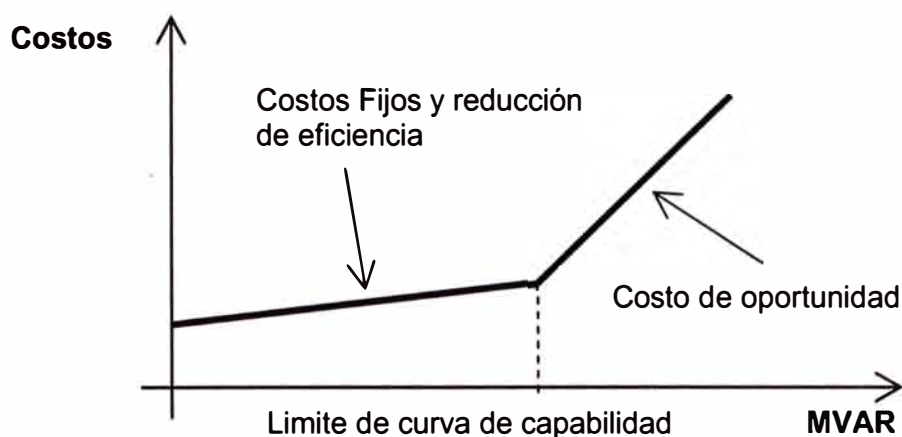 Costos
Costos Fijos y reducción
de eficiencia
Costo de oportunidad
Limite de curva de capabilidad
MVAR